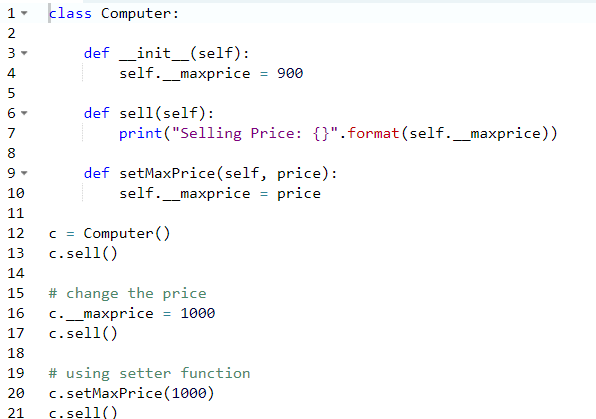 1 class Computer:
2
3     def __init__(self):
4         self.__maxprice = 900
5
6     def sell(self):
7         print("Selling Price: {}".format(self.__maxprice))
8
9     def setMaxPrice(self, price):
10         self.__maxprice = price
11
12 c = Computer()
13 c.sell()
14
15 # change the price
16 c.__maxprice = 1000
17 c.sell()
18
19 # using setter function
20 c.setMaxPrice(1000)
21 c.sell()